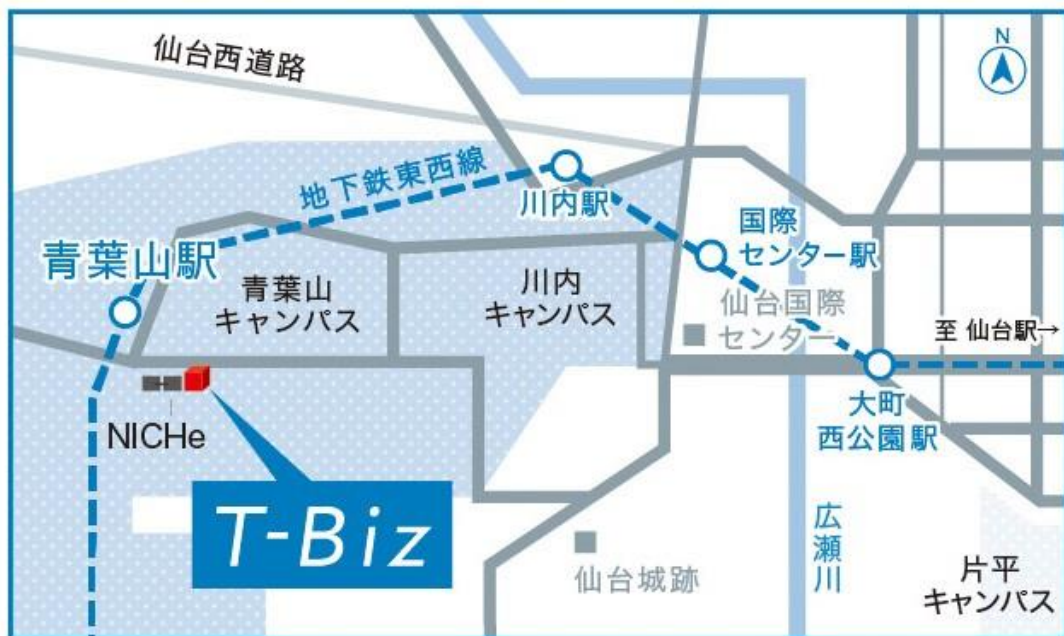 仙台西道路
N
地下鉄東西線
川内駅
国際
センター駅
青葉山駅
青葉山
キャンパス
川内
キャンパス
仙台国際
センター
至 仙台駅→
大町
西公園駅
NICHe
T-Biz
広瀬川
仙台城跡
片平
キャンパス